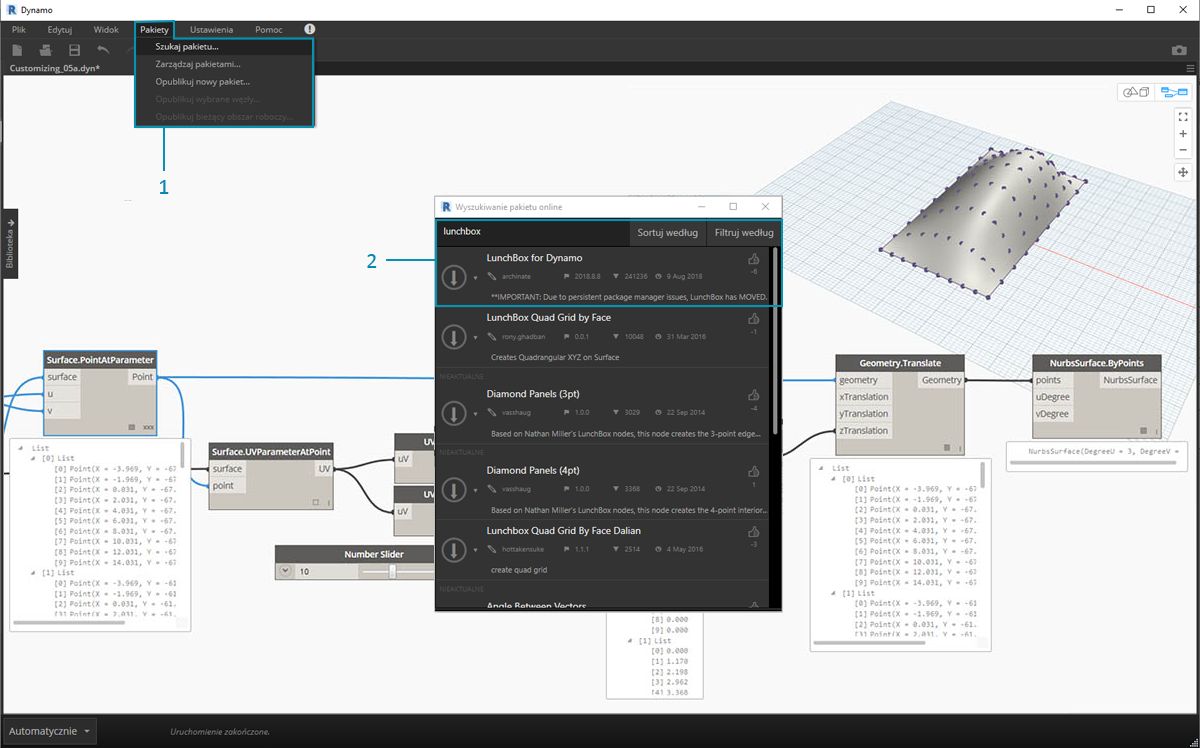 Dynamo
Plik Edytuj Widok Pakiety Ustawienia Pomoc
Szukaj pakietu...
Zarządzaj pakietami...
Opublikuj nowy pakiet...
Opublikuj wybrane węzły...
Opublikuj bieżący obszar roboczy...
Customizing_05a.dyn*
1
Biblioteka
Wyszukiwanie pakietu online
lunchbox Sortuj według Filtruj według
2
LunchBox for Dynamo
archinate 2018.8.8 241236 9 Aug 2018 -6
**IMPORTANT: Due to persistent package manager issues, LunchBox has MOVED.
LunchBox Quad Grid by Face
rony.ghadban 0.0.1 10048 31 Mar 2016 -1
Creates Quadrangular XYZ on Surface
NIEAKTUALNE
Diamond Panels (3pt)
vasshaug 1.0.0 3029 22 Sep 2014 -4
Based on Nathan Miller's LunchBox nodes, this node creates the 3-point edge...
NIEAKTUALNE
Diamond Panels (4pt)
vasshaug 1.0.0 3368 22 Sep 2014 1
Based on Nathan Miller's LunchBox nodes, this node creates the 4-point interior...
Lunchbox Quad Grid By Face Dalian
hottakensuke 1.1.1 2514 4 May 2016 -3
create quad grid
NIEAKTUALNE
Angle Between Vectors
Surface.PointAtParameter
surface Point
u
v
xxx
List
[0] List
[0] Point(X = -3.969, Y = -67
[1] Point(X = -1.969, Y = -67
[2] Point(X = 0.031, Y = -67.
[3] Point(X = 2.031, Y = -67.
[4] Point(X = 4.031, Y = -67.
[5] Point(X = 6.031, Y = -67.
[6] Point(X = 8.031, Y = -67.
[7] Point(X = 10.031, Y = -67
[8] Point(X = 12.031, Y = -67
[9] Point(X = 14.031, Y = -67
[1] List
[0] Point(X = -3.969, Y = -61
[1] Point(X = -1.969, Y = -61
[2] Point(X = 0.031, Y = -61.
[3] Point(X = 2.031, Y = -61.
Surface.UVParameterAtPoint
surface UV
point
UV
uv
UV
uv
Number Slider
10
[8] 0.000
[9] 0.000
[1] List
[0] 0.000
[1] 1.170
[2] 2.198
[3] 2.962
[4] 3.368
Geometry.Translate
geometry Geometry
xTranslation
yTranslation
zTranslation
List
[0] List
[0] Point(X = -3.969, Y = -67
[1] Point(X = -1.969, Y = -67
[2] Point(X = 0.031, Y = -67.
[3] Point(X = 2.031, Y = -67.
[4] Point(X = 4.031, Y = -67.
[5] Point(X = 6.031, Y = -67.
[6] Point(X = 8.031, Y = -67.
[7] Point(X = 10.031, Y = -67
[8] Point(X = 12.031, Y = -67
[9] Point(X = 14.031, Y = -67
[1] List
[0] Point(X = -3.969, Y = -61
[1] Point(X = -1.969, Y = -61
[2] Point(X = 0.031, Y = -61.
[3] Point(X = 2.031, Y = -61.
NurbsSurface.ByPoints
points NurbsSurface
uDegree
vDegree
NurbsSurface(DegreeU = 3, DegreeV =
Automatycznie
Uruchomienie zakończone.